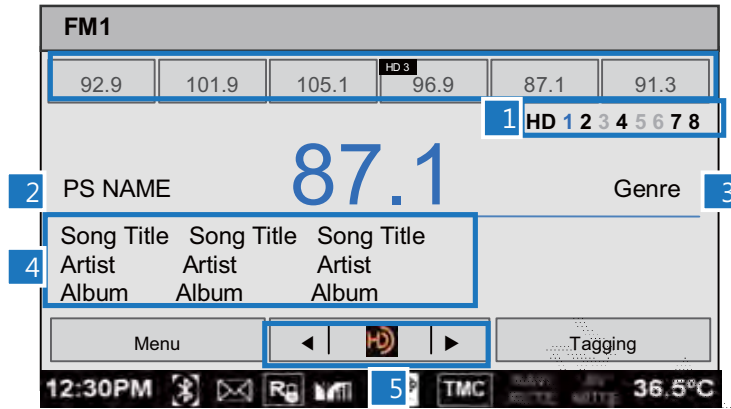 FM1
HD 3
92.9 101.9 105.1 96.9 87.1 91.3
1 HD 1 2 3 4 5 6 7 8
87.1
2 PS NAME Genre 3
4
Song Title Song Title Song Title
Artist Artist Artist
Album Album Album
Menu ◀ HD ▶ Tagging
12:30PM R 5 TMC 36.5°C